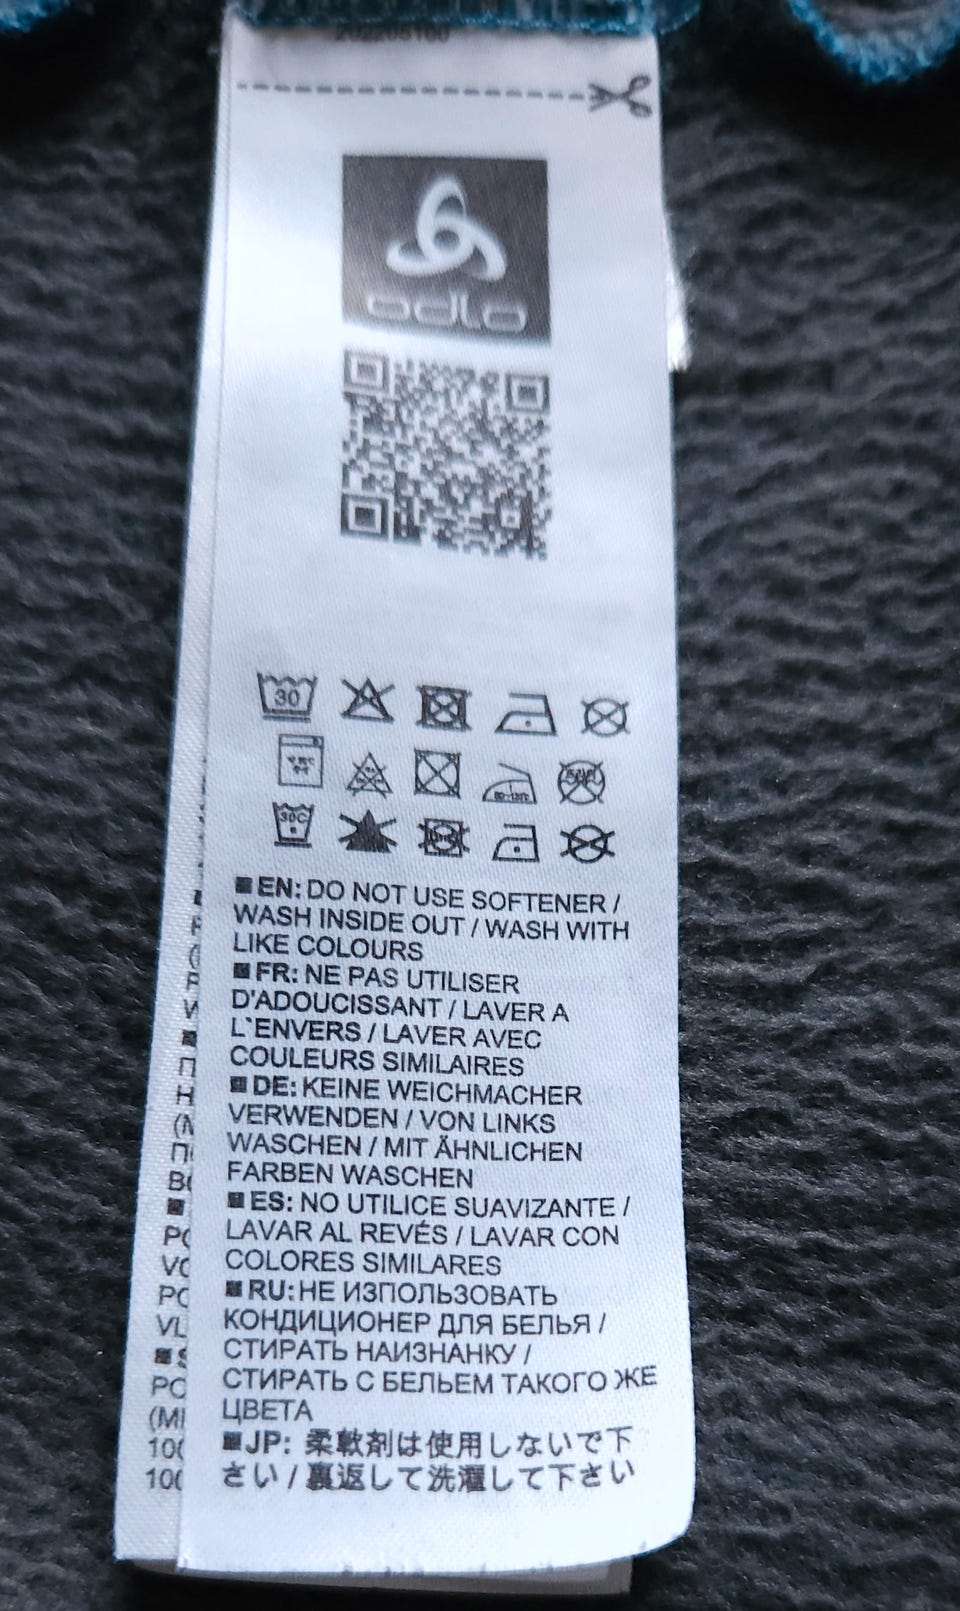 202205100
odlo
30
30C
■ EN: DO NOT USE SOFTENER /
WASH INSIDE OUT / WASH WITH
LIKE COLOURS
■ FR: NE PAS UTILISER
D'ADOUCISSANT / LAVER A
L`ENVERS / LAVER AVEC
COULEURS SIMILAIRES
■ DE: KEINE WEICHMACHER
VERWENDEN / VON LINKS
WASCHEN / MIT ÄHNLICHEN
FARBEN WASCHEN
■ ES: NO UTILICE SUAVIZANTE /
LAVAR AL REVÉS / LAVAR CON
COLORES SIMILARES
■ RU: НЕ ИЗПОЛЬЗОВАТЬ
КОНДИЦИОНЕР ДЛЯ БЕЛЬЯ /
СТИРАТЬ НАИЗНАНКУ /
СТИРАТЬ С БЕЛЬЕМ ТАКОГО ЖЕ
ЦВЕТА
■ JP: 柔軟剤は使用しないで下
さい / 裏返して洗濯して下さい